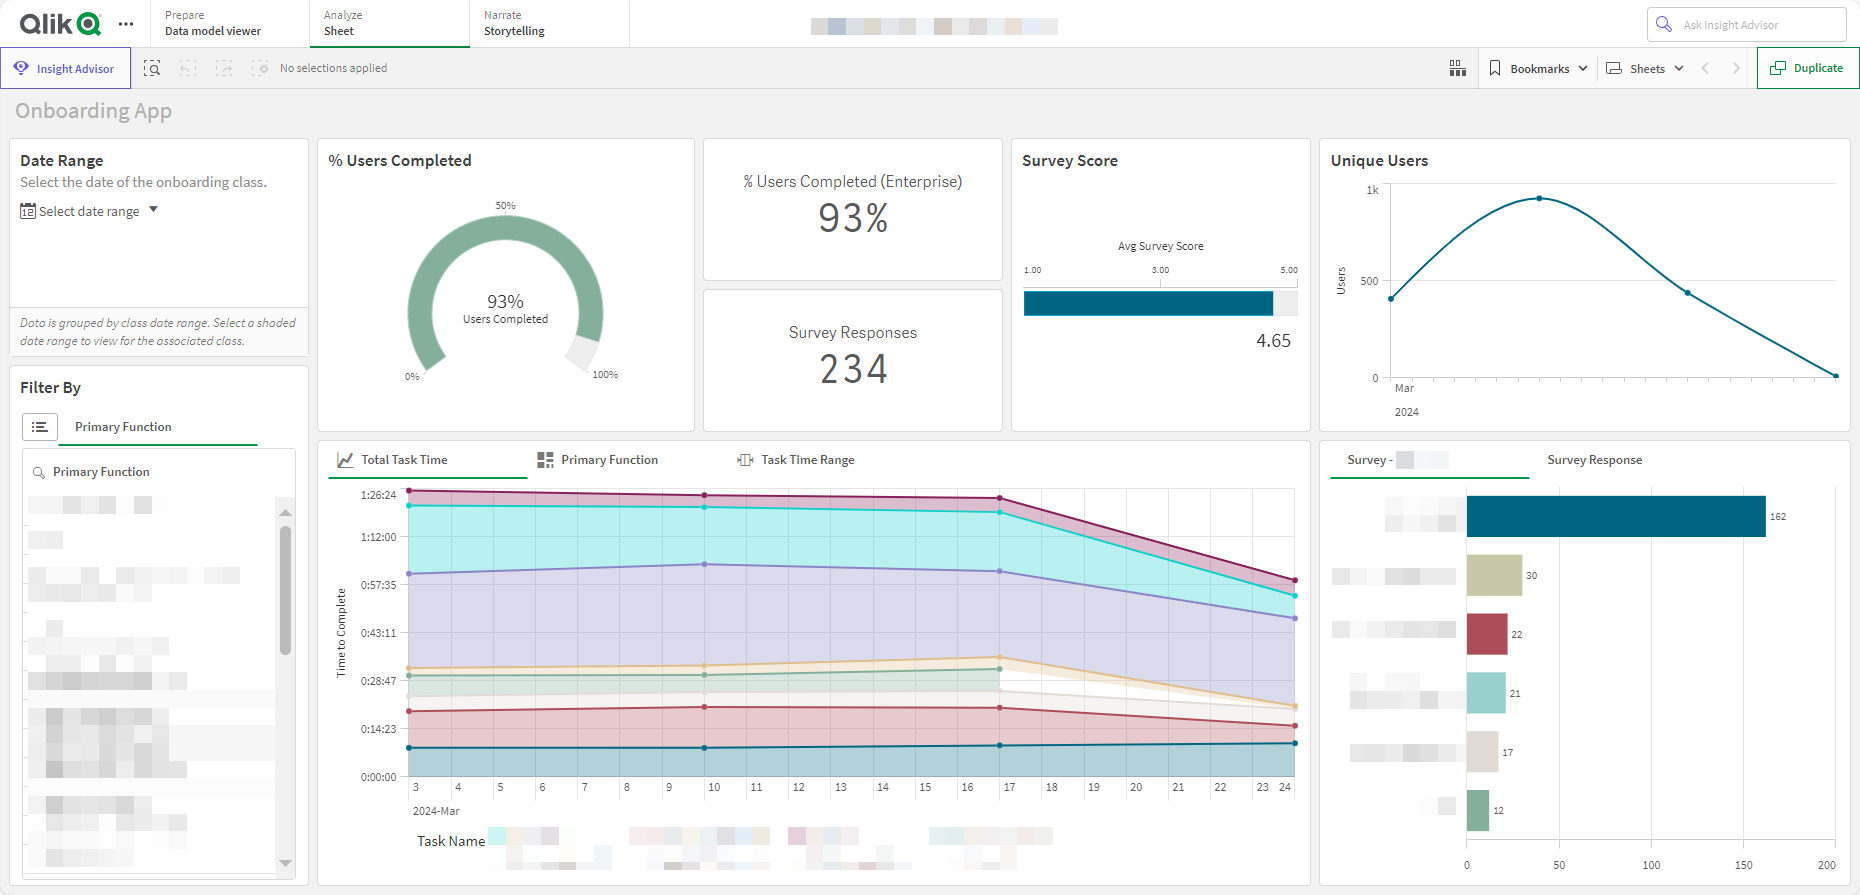 Qlik
Prepare
Data model viewer
Analyze
Sheet
Narrate
Storytelling
Ask Insight Advisor
Insight Advisor
No selections applied
Bookmarks
Sheets
Duplicate
Onboarding App
Date Range
Select the date of the onboarding class.
12 Select date range
Data is grouped by class date range. Select a shaded
date range to view for the associated class.
Filter By
Primary Function
Primary Function
% Users Completed
50%
93%
Users Completed
0%
100%
% Users Completed (Enterprise)
93%
Survey Responses
234
Survey Score
Avg Survey Score
1.00 3.00 5.00
4.65
Unique Users
1k
500
0
Users
Mar
2024
Total Task Time
Primary Function
Task Time Range
1:26:24
1:12:00
0:57:35
0:43:11
0:28:47
0:14:23
0:00:00
Time to Complete
3 4 5 6 7 8 9 10 11 12 13 14 15 16 17 18 19 20 21 22 23 24
2024-Mar
Task Name
Survey -
Survey Response
162
30
22
21
17
12
0 50 100 150 200